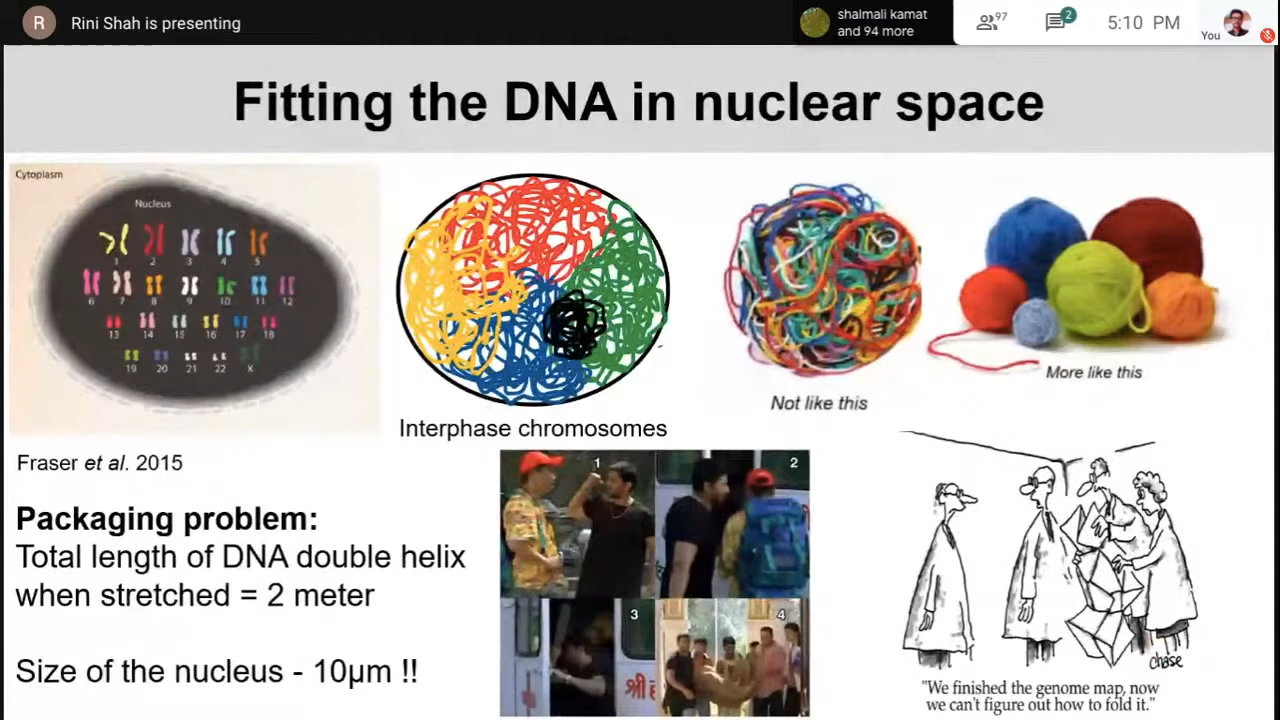 R
Rini Shah is presenting
shalmali kamat
and 94 more
97
2
5:10 PM
You
Fitting the DNA in nuclear space
Cytoplasm
Nucleus
1 2 3 4 5
6 7 8 9 10 11 12
13 14 15 16 17 18
19 20 21 22 X
Interphase chromosomes
Not like this
More like this
Fraser et al. 2015
Packaging problem:
Total length of DNA double helix
when stretched = 2 meter
Size of the nucleus - 10µm !!
1
2
3
4
श्री
chase
"We finished the genome map, now
we can't figure out how to fold it."